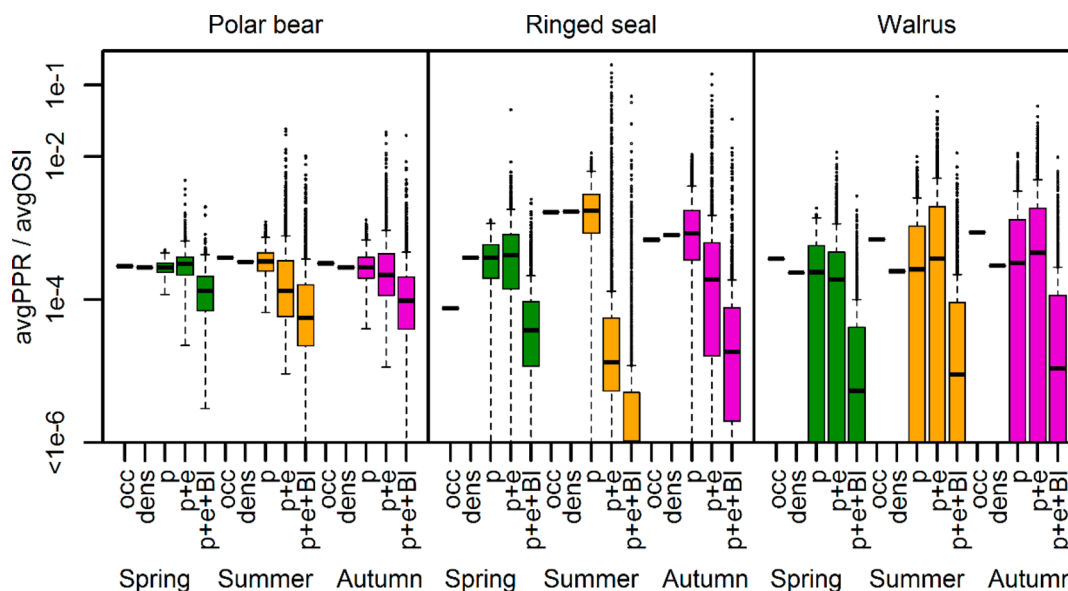 Polar bear Ringed seal Walrus
avgPPR / avgOSI
1e-1
1e-2
1e-4
<1e-6
occ dens p p+e p+e+BI occ dens p p+e p+e+BI occ dens p p+e p+e+BI occ dens p p+e p+e+BI occ dens p p+e p+e+BI occ dens p p+e p+e+BI occ dens p p+e p+e+BI occ dens p p+e p+e+BI occ dens p p+e p+e+BI
Spring Summer Autumn Spring Summer Autumn Spring Summer Autumn